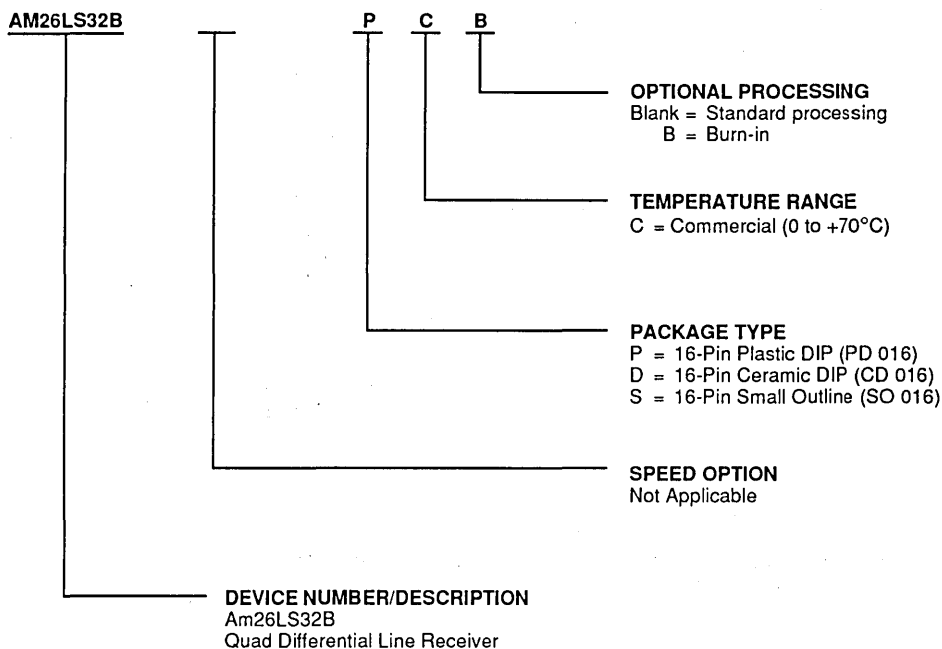 AM26LS32B P C B
OPTIONAL PROCESSING
Blank = Standard processing
B = Burn-in
TEMPERATURE RANGE
C = Commercial (0 to +70°C)
PACKAGE TYPE
P = 16-Pin Plastic DIP (PD 016)
D = 16-Pin Ceramic DIP (CD 016)
S = 16-Pin Small Outline (SO 016)
SPEED OPTION
Not Applicable
DEVICE NUMBER/DESCRIPTION
Am26LS32B
Quad Differential Line Receiver